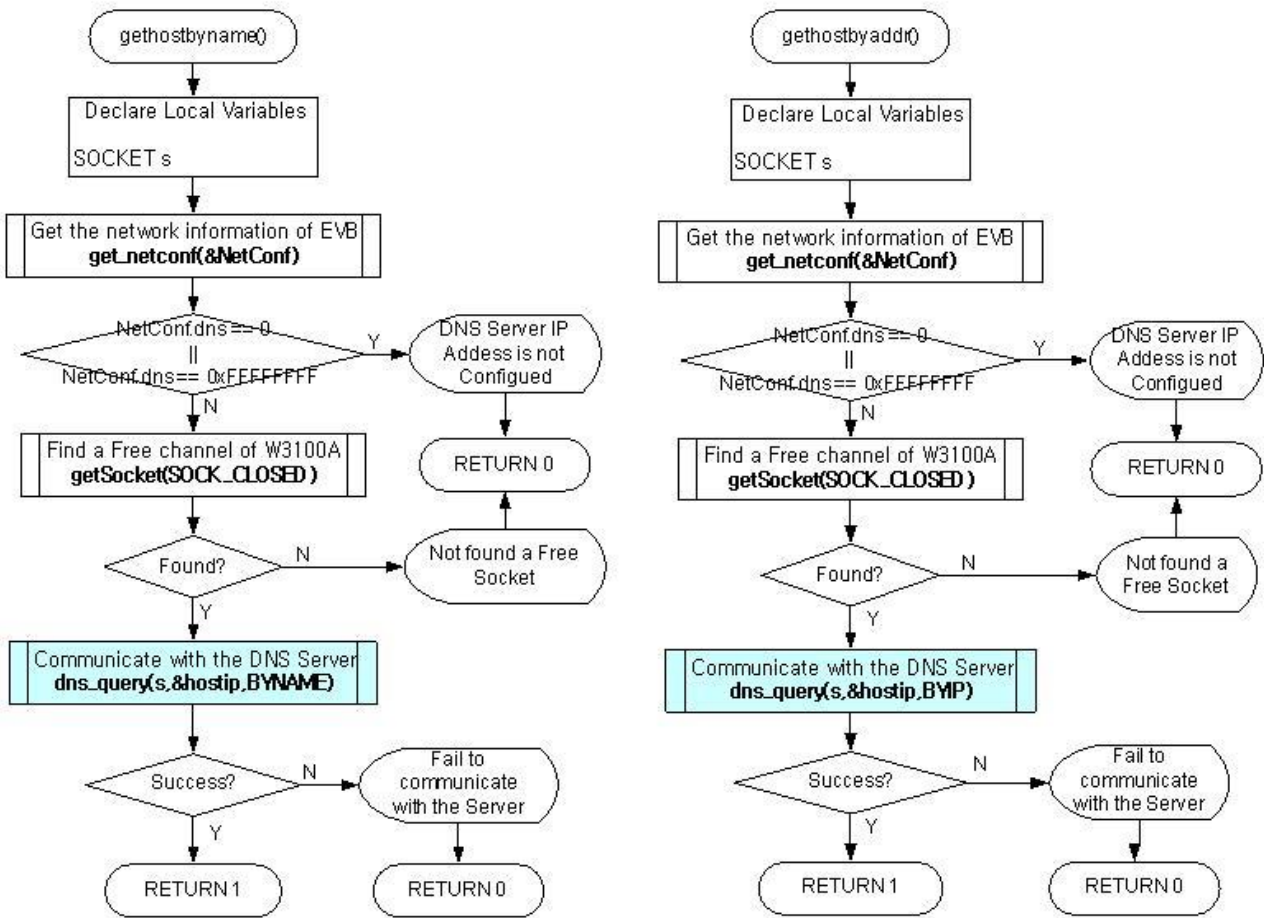 gethostbyname()
Declare Local Variables
SOCKET s
Get the network information of EVB
get_netconf(&NetConf)
NetConf.dns == 0
||
NetConf.dns== 0xFFFFFFFF
Y
DNS Server IP
Addess is not
Configued
N
Find a Free channel of W3100A
getSocket(SOCK_CLOSED)
RETURN 0
Found?
N
Not found a Free
Socket
Y
Communicate with the DNS Server
dns_query(s,&hostip,BYNAME)
Success?
N
Fail to
communicate
with the Server
Y
RETURN 1
RETURN 0
gethostbyaddr()
Declare Local Variables
SOCKET s
Get the network information of EVB
get_netconf(&NetConf)
NetConf.dns == 0
||
NetConf.dns== 0xFFFFFFFF
Y
DNS Server IP
Addess is not
Configued
N
Find a Free channel of W3100A
getSocket(SOCK_CLOSED)
RETURN 0
Found?
N
Not found a
Free Socket
Y
Communicate with the DNS Server
dns_query(s,&hostip,BYIP)
Success?
N
Fail to
communicate
with the Server
Y
RETURN 1
RETURN 0